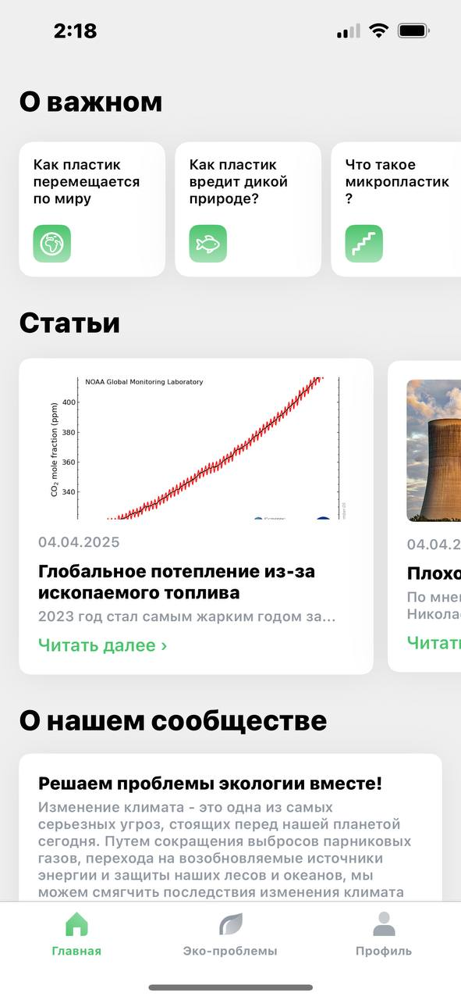 2:18
О важном
Как пластик
перемещается
по миру
Как пластик
вредит дикой
природе?
Что такое
микропластик
?
Статьи
NOAA Global Monitoring Laboratory
CO2 mole fraction (ppm)
400
380
360
340
04.04.2025
Глобальное потепление из-за
ископаемого топлива
2023 год стал самым жарким годом за...
Читать далее ›
04.04.2
Плохо
По мне
Никола
Читат
О нашем сообществе
Решаем проблемы экологии вместе!
Изменение климата - это одна из самых
серьезных угроз, стоящих перед нашей планетой
сегодня. Путем сокращения выбросов парниковых
газов, перехода на возобновляемые источники
энергии и защиты наших лесов и океанов, мы
можем смягчить последствия изменения климата
Главная
Эко-проблемы
Профиль